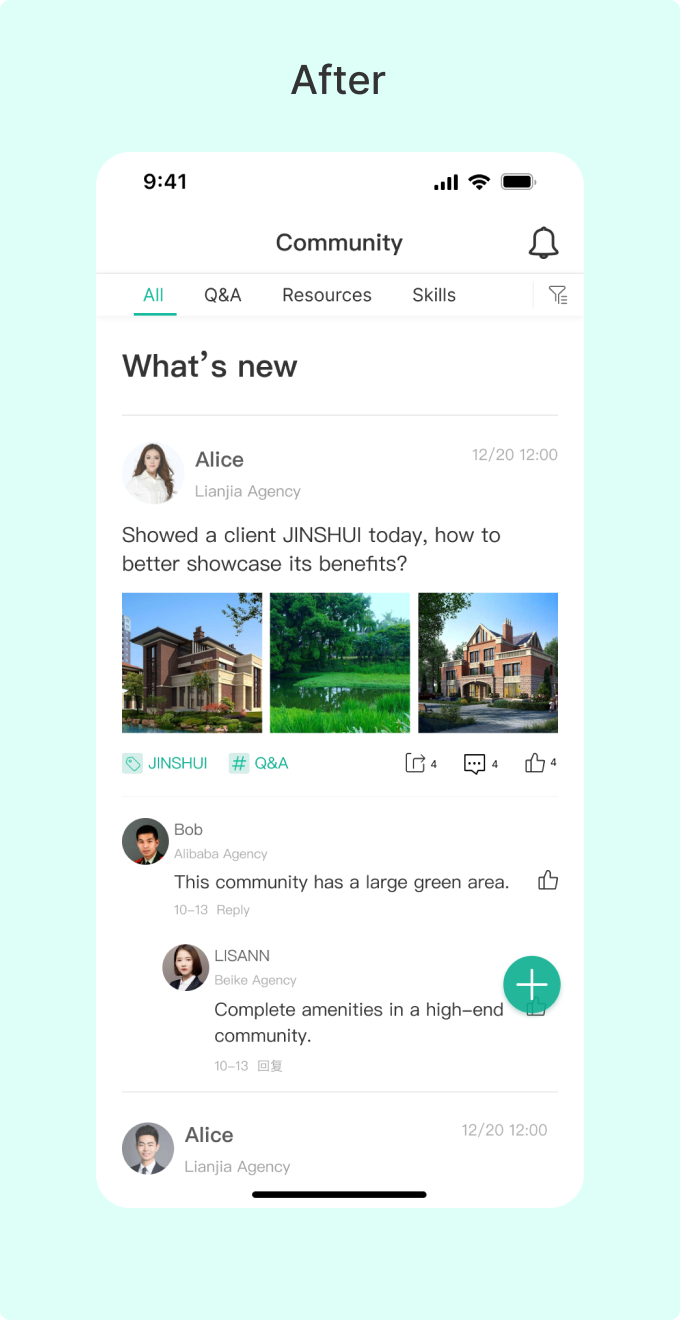 After
9:41
Community
All Q&A Resources Skills
What's new
Alice 12/20 12:00
Lianjia Agency
Showed a client JINSHUI today, how to
better showcase its benefits?
JINSHUI # Q&A 4 4 4
Bob
Alibaba Agency
This community has a large green area.
10-13 Reply
LISANN
Beike Agency
Complete amenities in a high-end
community.
10-13 回复
Alice 12/20 12:00
Lianjia Agency